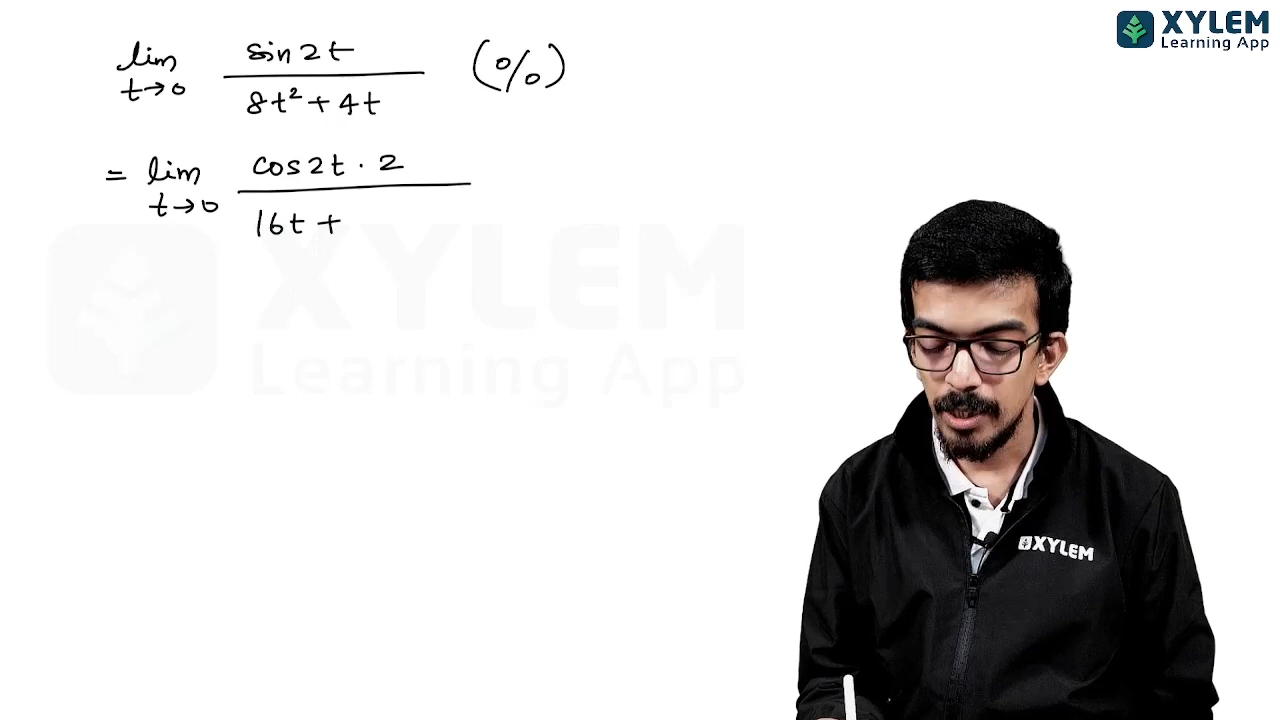 lim t→0 sin 2t / 8t² + 4t (0/0)
= lim t→0 cos 2t · 2 / 16t +
XYLEM
Learning App
XYLEM
Learning App
XYLEM